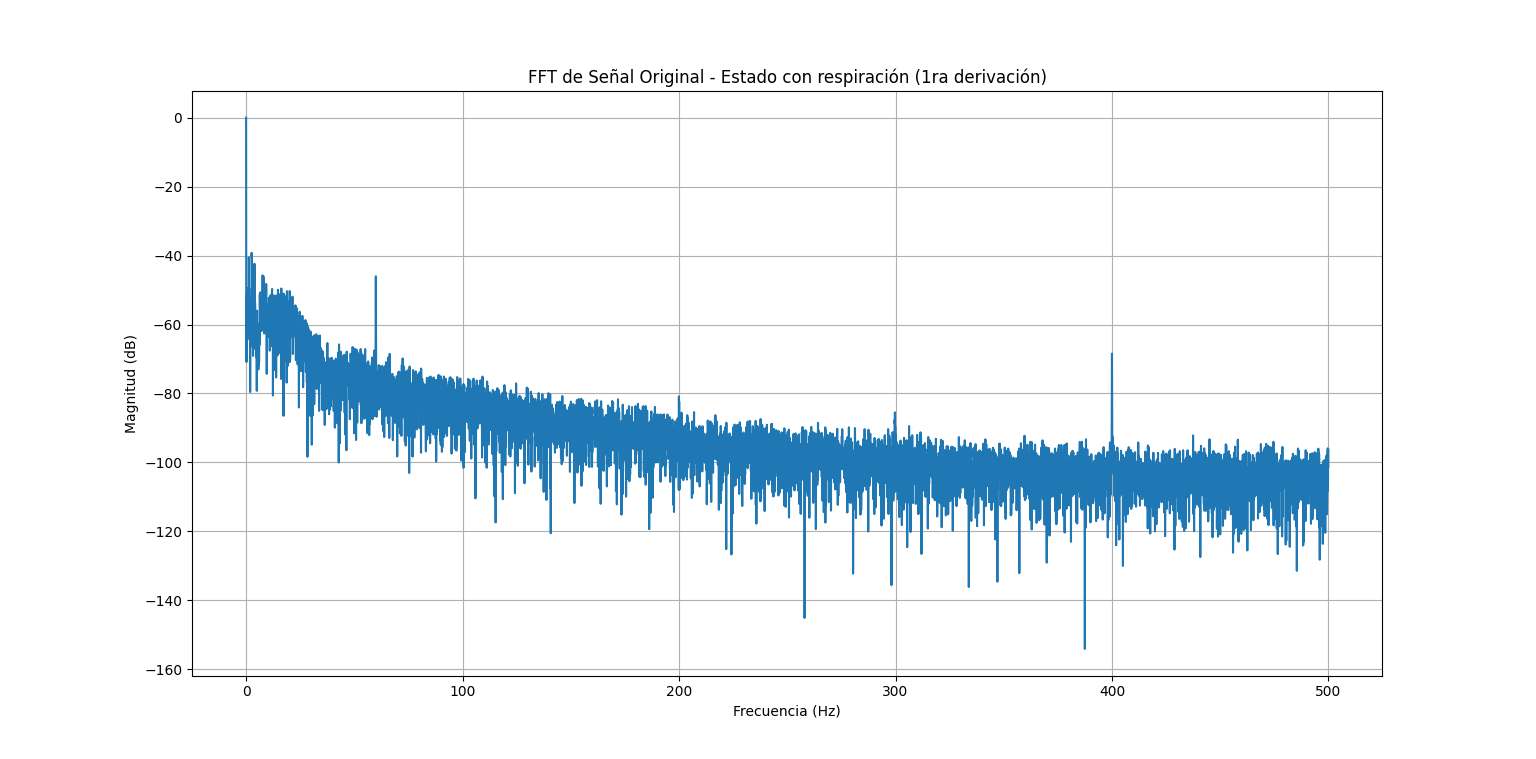 FFT de Señal Original - Estado con respiración (1ra derivación)
0
−20
−40
−60
−80
−100
−120
−140
−160
Magnitud (dB)
0 100 200 300 400 500
Frecuencia (Hz)